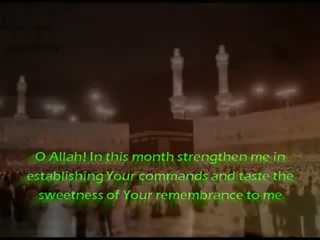 O Allah! In this month strengthen me in
establishing Your commands and taste the
sweetness of Your remembrance to me